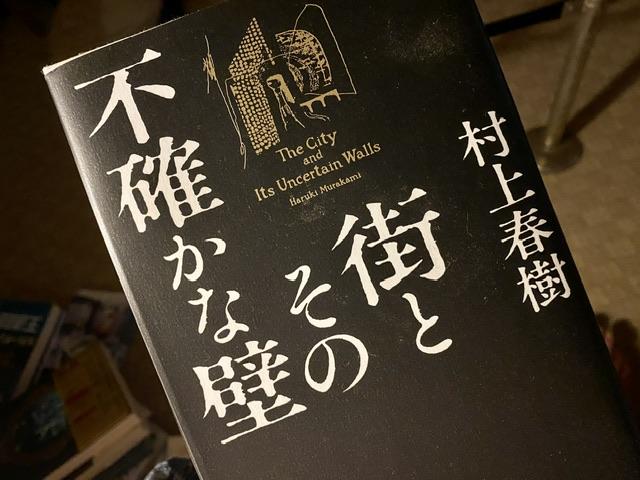 村上春樹
街と
その
不確かな壁
The City
and
Its Uncertain Walls
Haruki Murakami